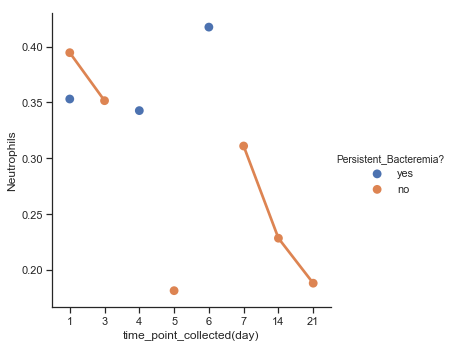 0.40
0.35
0.30
0.25
0.20
Neutrophils
1 3 4 5 6 7 14 21
time_point_collected(day)
Persistent_Bacteremia?
yes
no